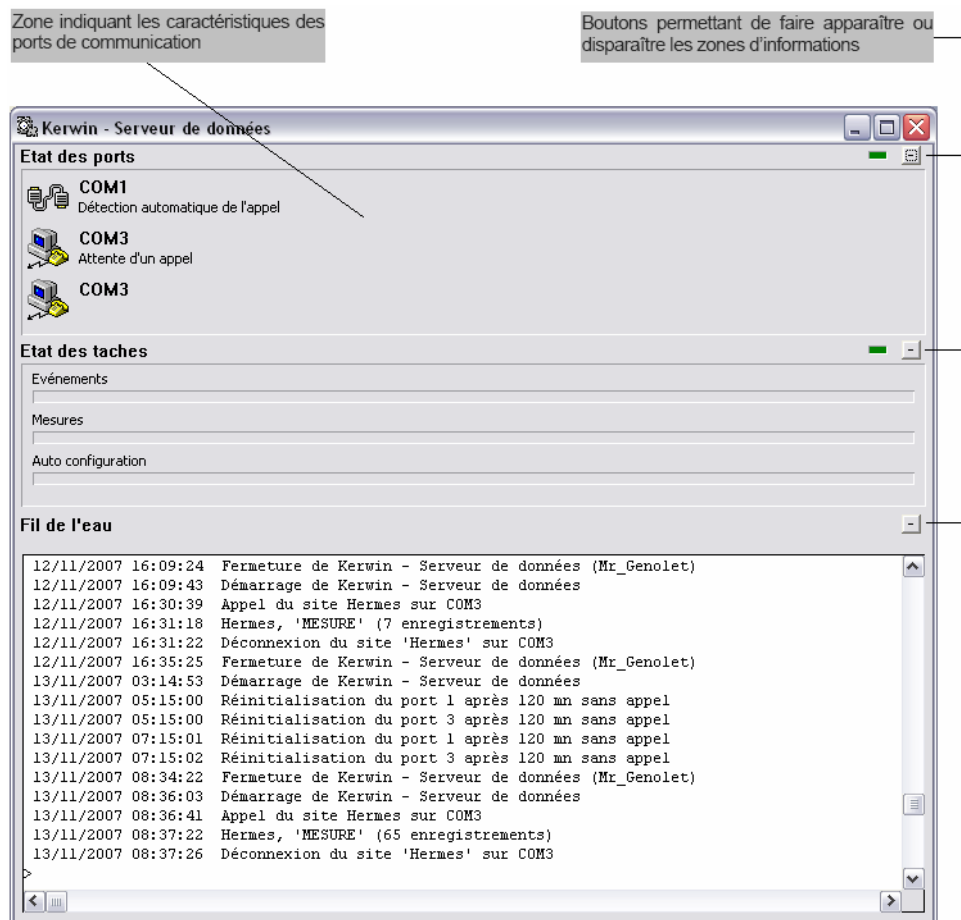 Zone indiquant les caractéristiques des
ports de communication
Boutons permettant de faire apparaître ou
disparaître les zones d'informations
Kerwin - Serveur de données
Etat des ports
COM1
Détection automatique de l'appel
COM3
Attente d'un appel
COM3
Etat des taches
Evénements
Mesures
Auto configuration
Fil de l'eau
12/11/2007 16:09:24 Fermeture de Kerwin - Serveur de données (Mr_Genolet)
12/11/2007 16:09:43 Démarrage de Kerwin - Serveur de données
12/11/2007 16:30:39 Appel du site Hermes sur COM3
12/11/2007 16:31:18 Hermes, 'MESURE' (7 enregistrements)
12/11/2007 16:31:22 Déconnexion du site 'Hermes' sur COM3
12/11/2007 16:35:25 Fermeture de Kerwin - Serveur de données (Mr_Genolet)
13/11/2007 03:14:53 Démarrage de Kerwin - Serveur de données
13/11/2007 05:15:00 Réinitialisation du port 1 après 120 mn sans appel
13/11/2007 05:15:00 Réinitialisation du port 3 après 120 mn sans appel
13/11/2007 07:15:01 Réinitialisation du port 1 après 120 mn sans appel
13/11/2007 07:15:02 Réinitialisation du port 3 après 120 mn sans appel
13/11/2007 08:34:22 Fermeture de Kerwin - Serveur de données (Mr_Genolet)
13/11/2007 08:36:03 Démarrage de Kerwin - Serveur de données
13/11/2007 08:36:41 Appel du site Hermes sur COM3
13/11/2007 08:37:22 Hermes, 'MESURE' (65 enregistrements)
13/11/2007 08:37:26 Déconnexion du site 'Hermes' sur COM3
>